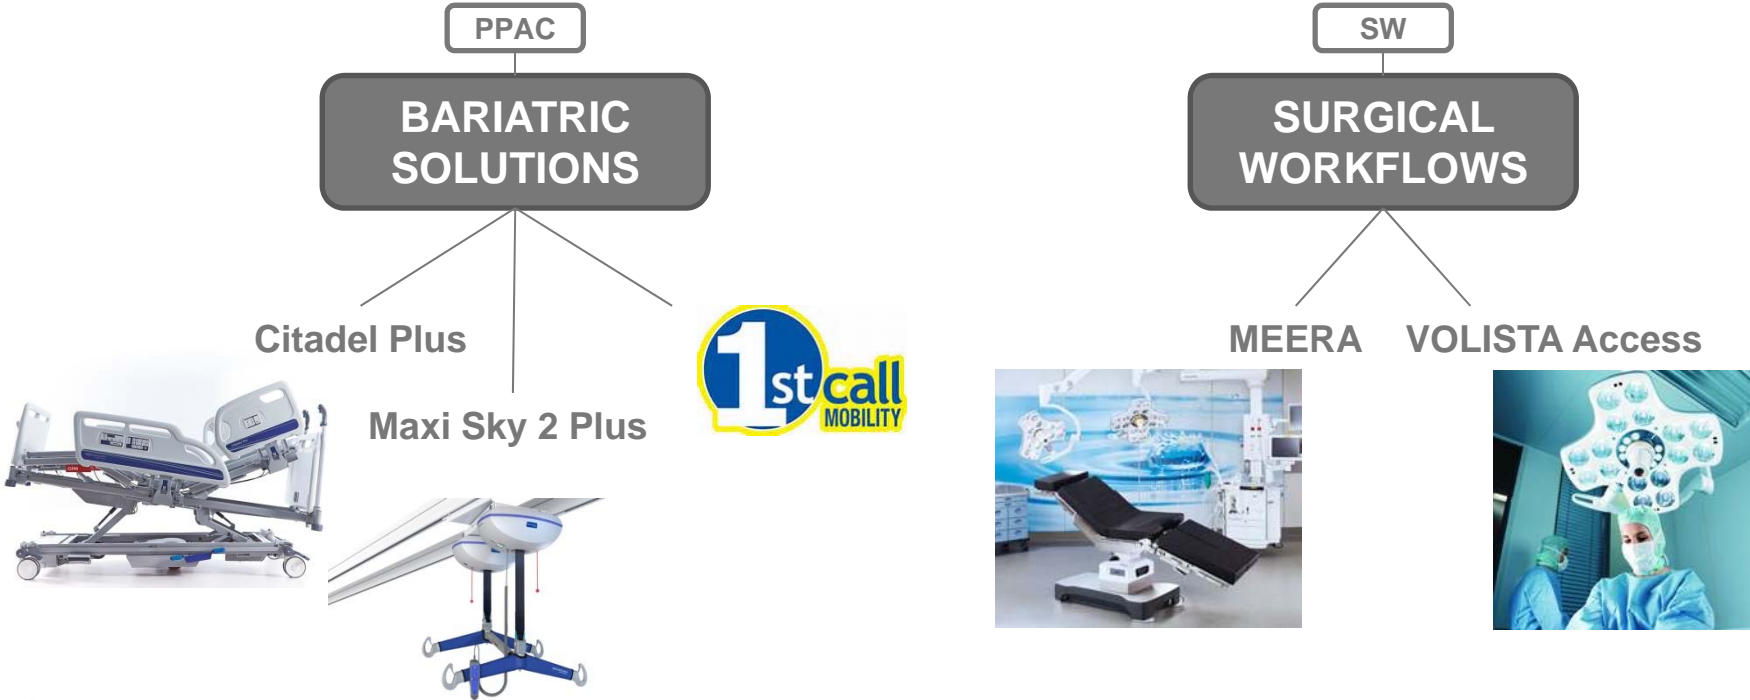 PPAC
BARIATRIC
SOLUTIONS
Citadel Plus
Maxi Sky 2 Plus
1st call
MOBILITY
SW
SURGICAL
WORKFLOWS
MEERA
VOLISTA Access